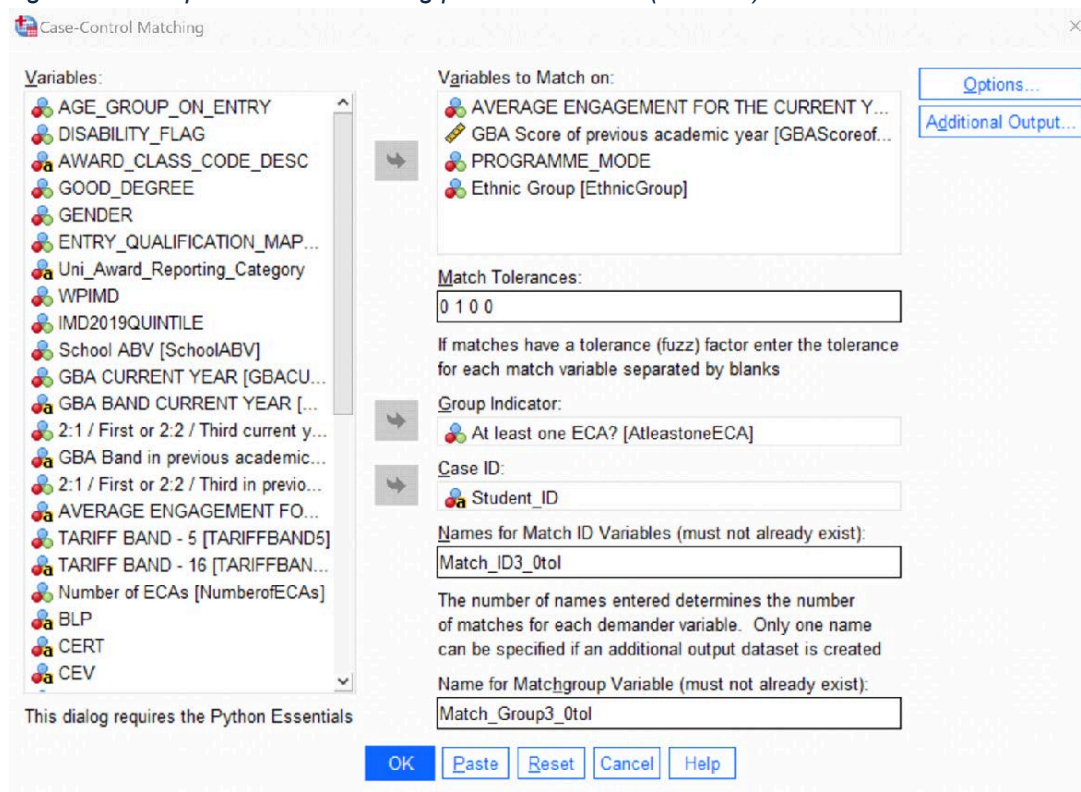 Case-Control Matching
Variables:
AGE_GROUP_ON_ENTRY
DISABILITY_FLAG
AWARD_CLASS_CODE_DESC
GOOD_DEGREE
GENDER
ENTRY_QUALIFICATION_MAP...
Uni_Award_Reporting_Category
WPIMD
IMD2019QUINTILE
School ABV [SchoolABV]
GBA CURRENT YEAR [GBACU...
GBA BAND CURRENT YEAR [...
2:1 / First or 2:2 / Third current y...
GBA Band in previous academic...
2:1 / First or 2:2 / Third in previo...
AVERAGE ENGAGEMENT FO...
TARIFF BAND - 5 [TARIFFBAND5]
TARIFF BAND - 16 [TARIFFBAN...
Number of ECAs [NumberofECAs]
BLP
CERT
CEV
This dialog requires the Python Essentials
Variables to Match on:
AVERAGE ENGAGEMENT FOR THE CURRENT Y...
GBA Score of previous academic year [GBAScoreof...
PROGRAMME_MODE
Ethnic Group [EthnicGroup]
Match Tolerances:
0 1 0 0
If matches have a tolerance (fuzz) factor enter the tolerance
for each match variable separated by blanks
Group Indicator:
At least one ECA? [AtleastoneECA]
Case ID:
Student_ID
Names for Match ID Variables (must not already exist):
Match_ID3_0tol
The number of names entered determines the number
of matches for each demander variable. Only one name
can be specified if an additional output dataset is created
Name for Matchgroup Variable (must not already exist):
Match_Group3_0tol
Options...
Additional Output...
OK Paste Reset Cancel Help